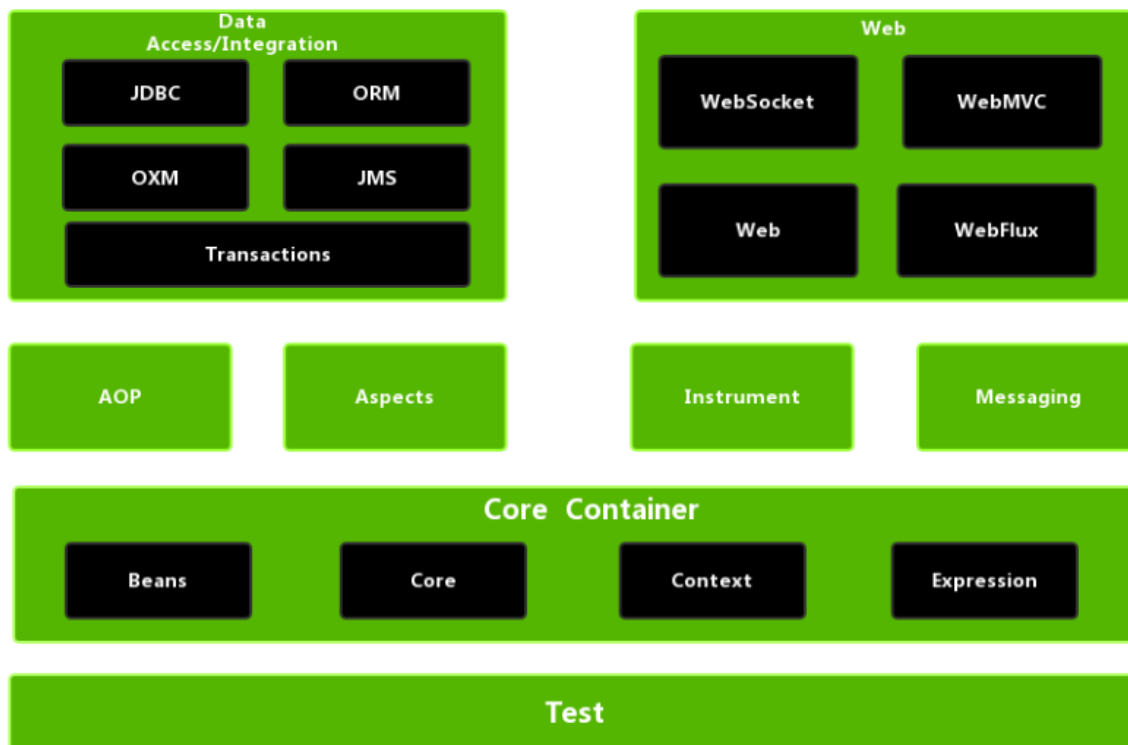 Data
Access/Integration
JDBC
ORM
OXM
JMS
Transactions
Web
WebSocket
WebMVC
Web
WebFlux
AOP
Aspects
Instrument
Messaging
Core Container
Beans
Core
Context
Expression
Test